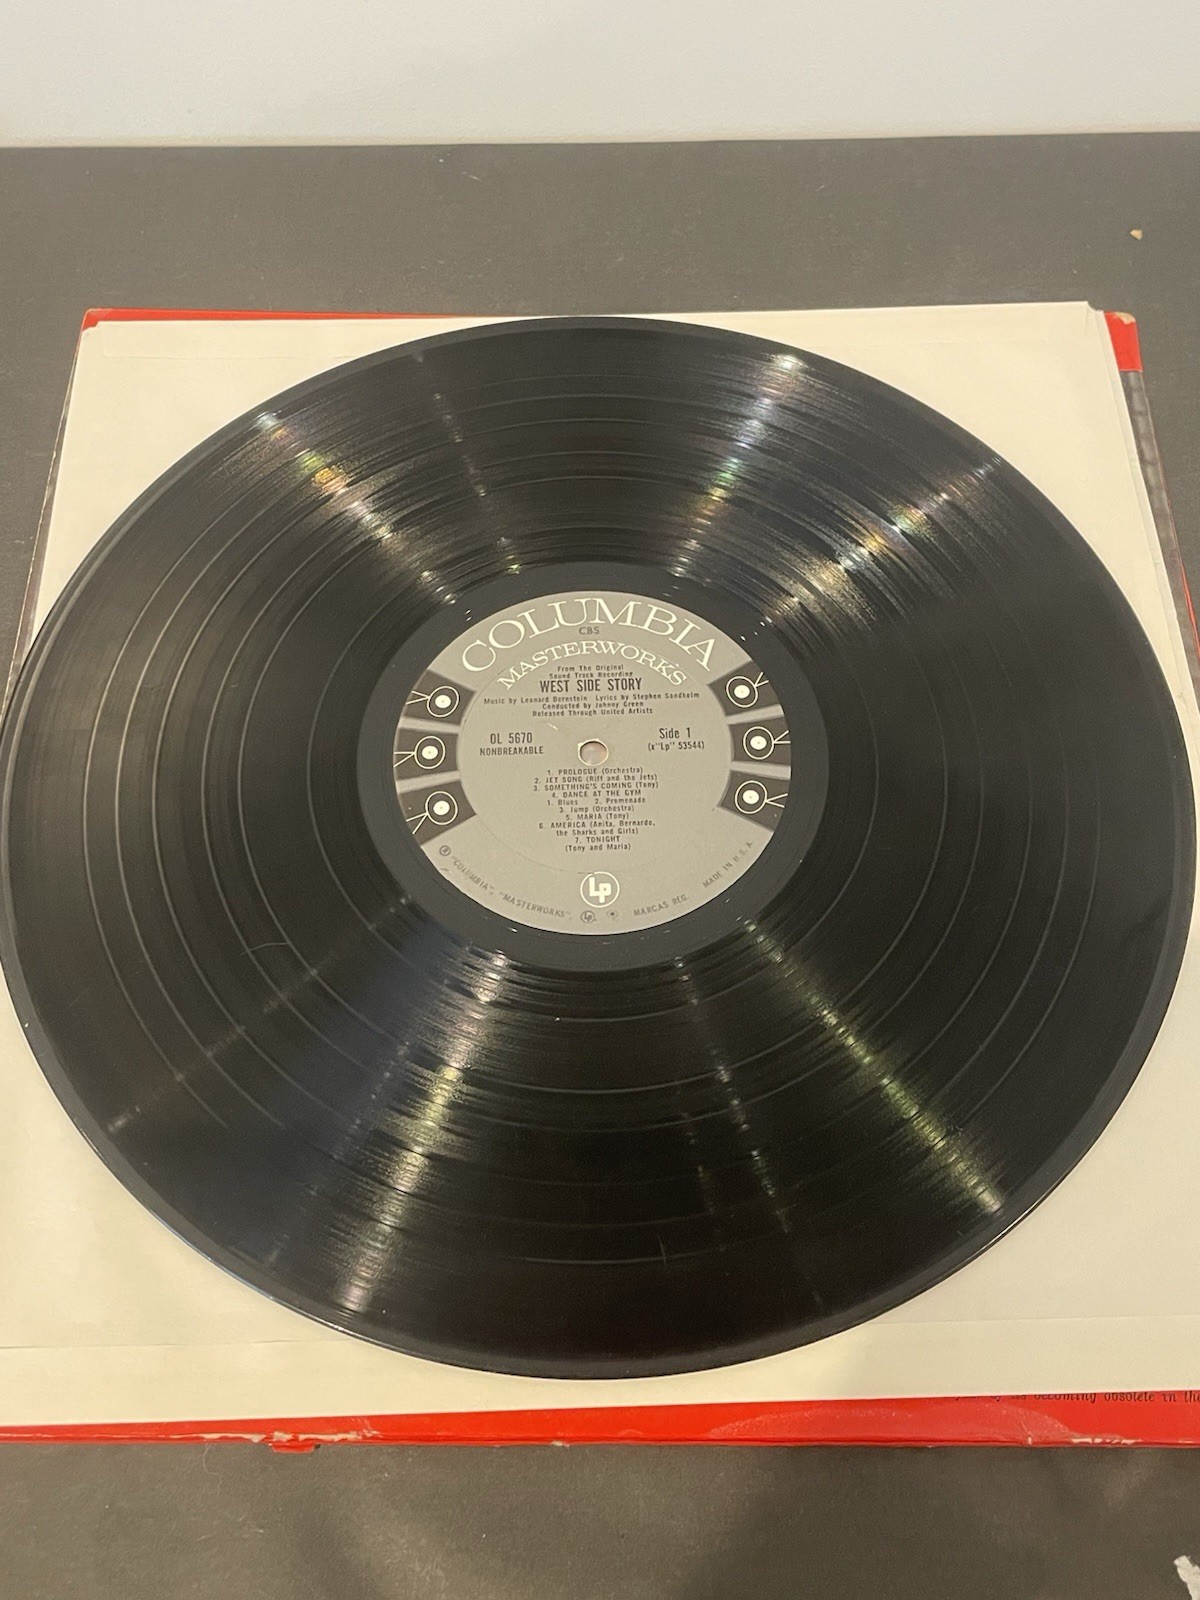 COLUMBIA
CBS
MASTERWORKS
From The Original
Sound Track Recording
WEST SIDE STORY
Music by Leonard Bernstein Lyrics by Stephen Sondheim
Conducted by Johnny Green
Released Through United Artists
OL 5670
NONBREAKABLE
Side 1
(x"Lp" 53544)
1. PROLOGUE (Orchestra)
2. JET SONG (Riff and the Jets)
3. SOMETHING'S COMING (Tony)
4. DANCE AT THE GYM
1. Blues 2. Promenade
3. Jump (Orchestra)
5. MARIA (Tony)
6. AMERICA (Anita, Bernardo,
the Sharks and Girls)
7. TONIGHT
(Tony and Maria)
Lp
® "COLUMBIA", "MASTERWORKS", Lp MARCAS REG. MADE IN U.S.A.
becoming obsolete in the